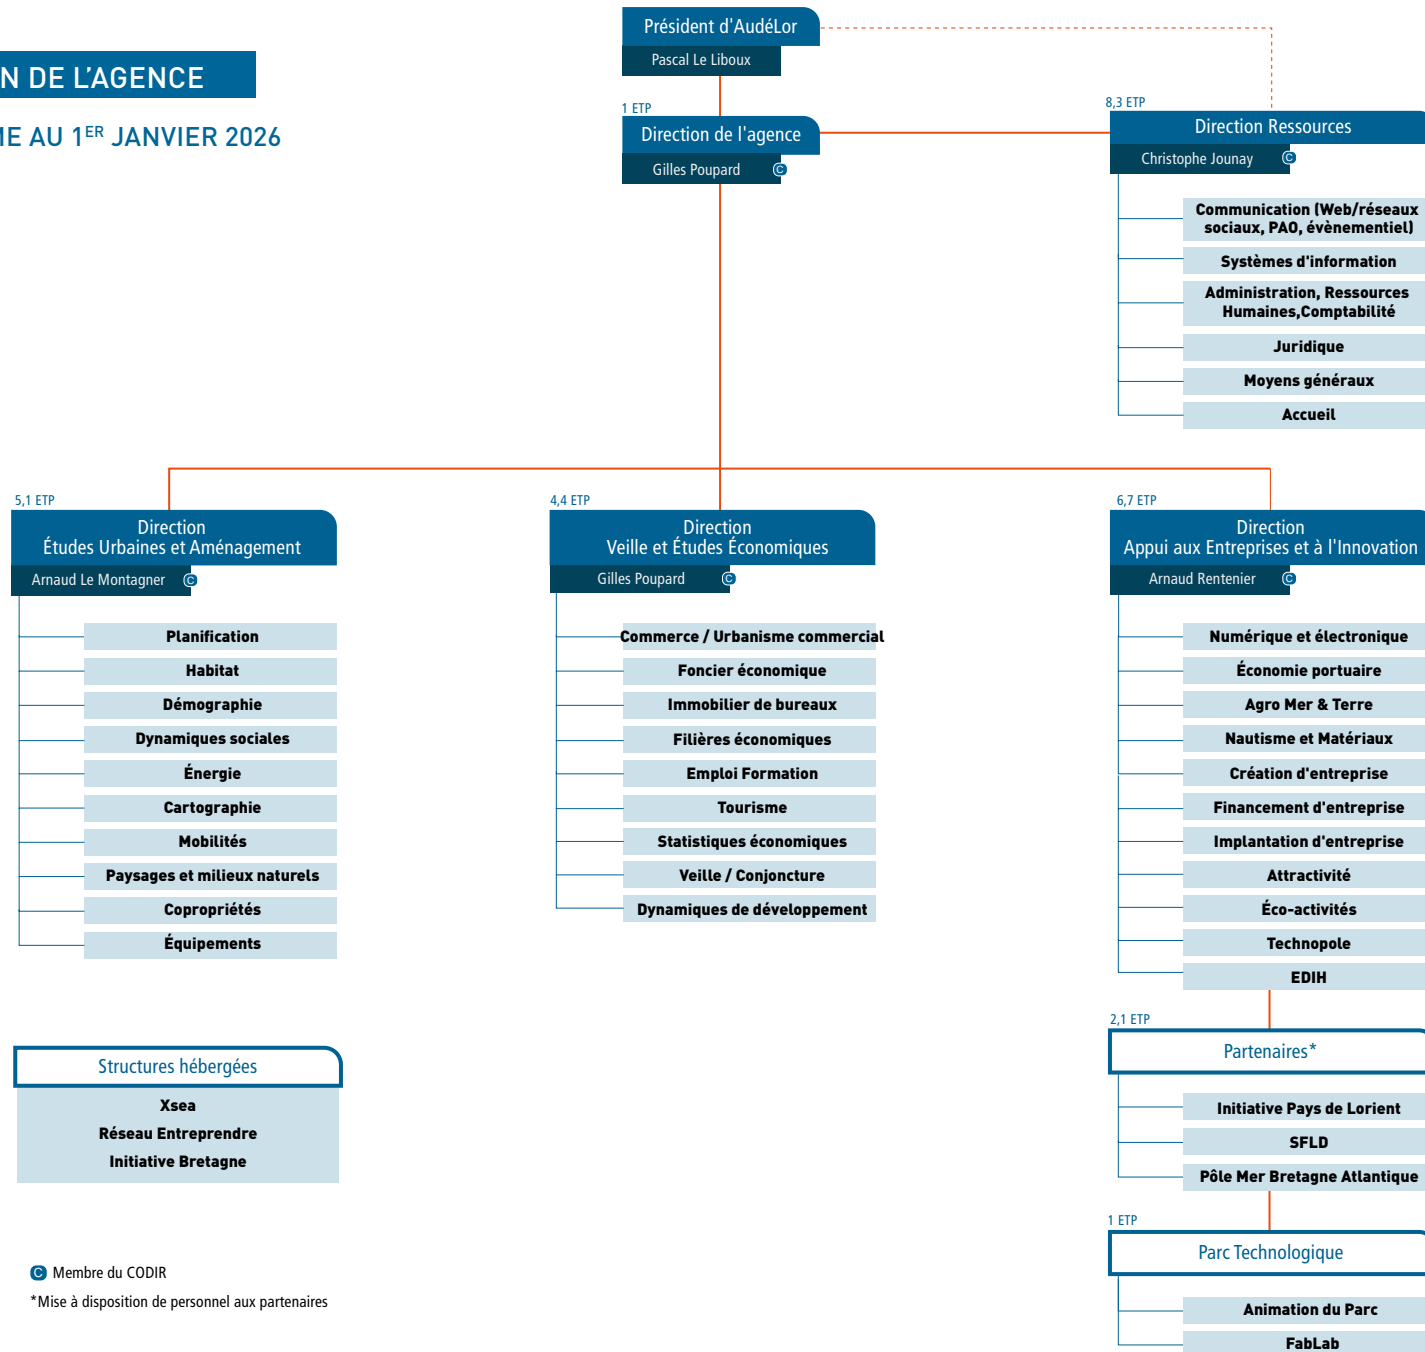 Président d'AudéLor
Pascal Le Liboux
N DE L'AGENCE
AU 1ER JANVIER 2026
1 ETP
Direction de l'agence
Gilles Poupard C
8,3 ETP
Direction Ressources
Christophe Jounay C
Communication (Web/réseaux
sociaux, PAO, évènementiel)
Systèmes d'information
Administration, Ressources
Humaines,Comptabilité
Juridique
Moyens généraux
Accueil
5,1 ETP
Direction
Études Urbaines et Aménagement
Arnaud Le Montagner C
Planification
Habitat
Démographie
Dynamiques sociales
Énergie
Cartographie
Mobilités
Paysages et milieux naturels
Copropriétés
Équipements
4,4 ETP
Direction
Veille et Études Économiques
Gilles Poupard C
Commerce / Urbanisme commercial
Foncier économique
Immobilier de bureaux
Filières économiques
Emploi Formation
Tourisme
Statistiques économiques
Veille / Conjoncture
Dynamiques de développement
6,7 ETP
Direction
Appui aux Entreprises et à l'Innovation
Arnaud Rentenier C
Numérique et électronique
Économie portuaire
Agro Mer & Terre
Nautisme et Matériaux
Création d'entreprise
Financement d'entreprise
Implantation d'entreprise
Attractivité
Éco-activités
Technopole
EDIH
2,1 ETP
Partenaires*
Initiative Pays de Lorient
SFLD
Pôle Mer Bretagne Atlantique
1 ETP
Parc Technologique
Animation du Parc
FabLab
Structures hébergées
Xsea
Réseau Entreprendre
Initiative Bretagne
C Membre du CODIR
*Mise à disposition de personnel aux partenaires